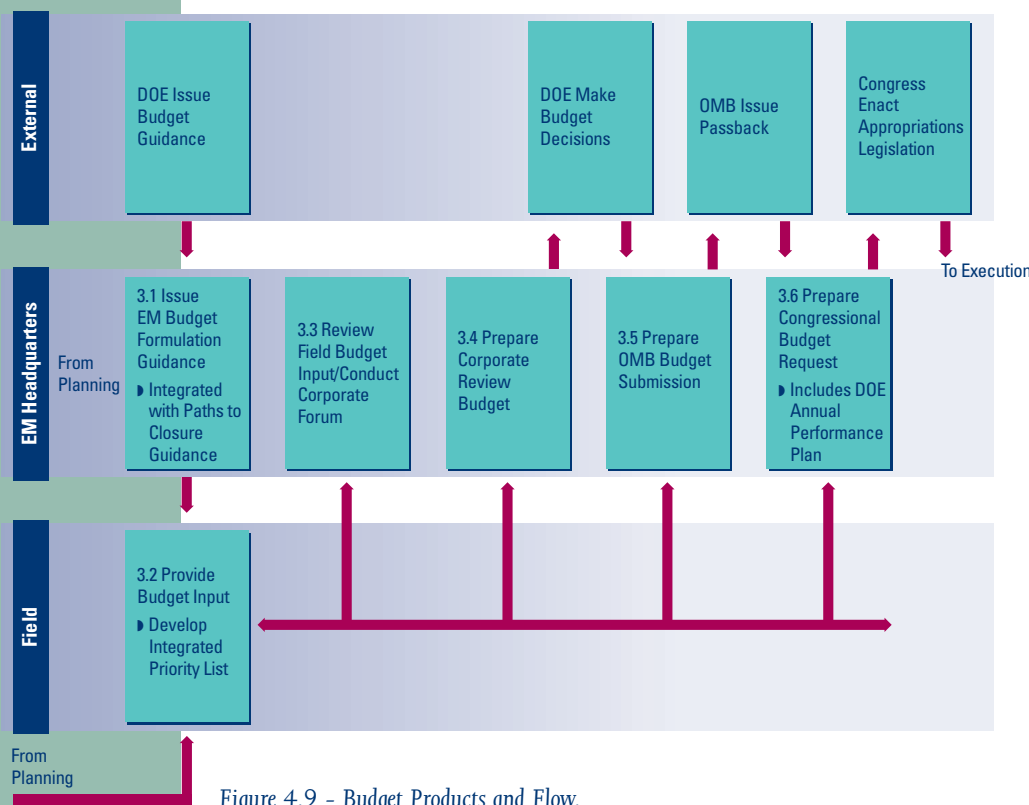 External
DOE Issue
Budget
Guidance
DOE Make
Budget
Decisions
OMB Issue
Passback
Congress
Enact
Appropriations
Legislation
To Execution
EM Headquarters
From
Planning
3.1 Issue
EM Budget
Formulation
Guidance
◗ Integrated
with Paths to
Closure
Guidance
3.3 Review
Field Budget
Input/Conduct
Corporate
Forum
3.4 Prepare
Corporate
Review
Budget
3.5 Prepare
OMB Budget
Submission
3.6 Prepare
Congressional
Budget
Request
◗ Includes DOE
Annual
Performance
Plan
Field
3.2 Provide
Budget Input
◗ Develop
Integrated
Priority List
From
Planning
Figure 4.9 – Budget Products and Flow.